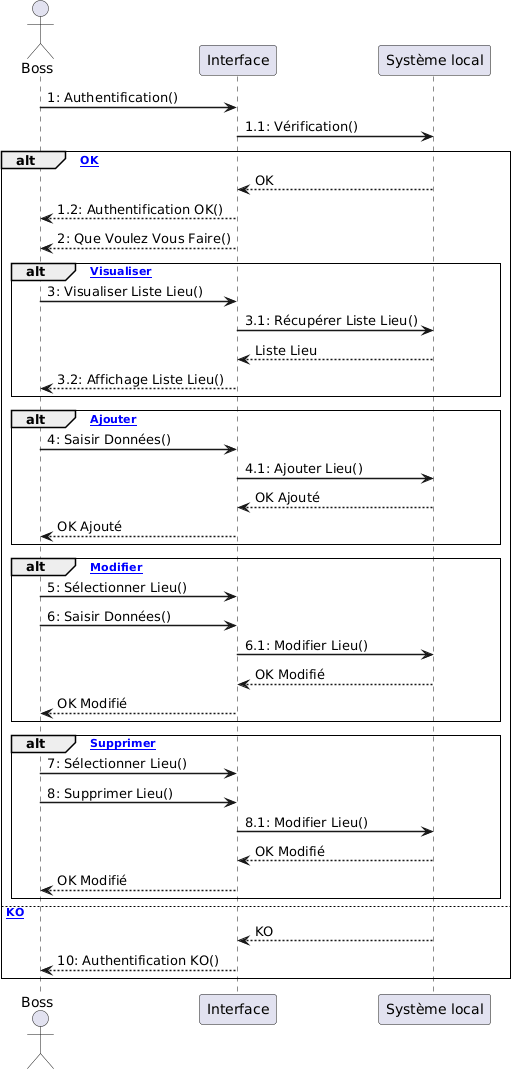 Boss
Interface
Système local
1: Authentification()
1.1: Vérification()
alt
OK
OK
1.2: Authentification OK()
2: Que Voulez Vous Faire()
alt
Visualiser
3: Visualiser Liste Lieu()
3.1: Récupérer Liste Lieu()
Liste Lieu
3.2: Affichage Liste Lieu()
alt
Ajouter
4: Saisir Données()
4.1: Ajouter Lieu()
OK Ajouté
OK Ajouté
alt
Modifier
5: Sélectionner Lieu()
6: Saisir Données()
6.1: Modifier Lieu()
OK Modifié
OK Modifié
alt
Supprimer
7: Sélectionner Lieu()
8: Supprimer Lieu()
8.1: Modifier Lieu()
OK Modifié
OK Modifié
KO
KO
10: Authentification KO()
Boss
Interface
Système local